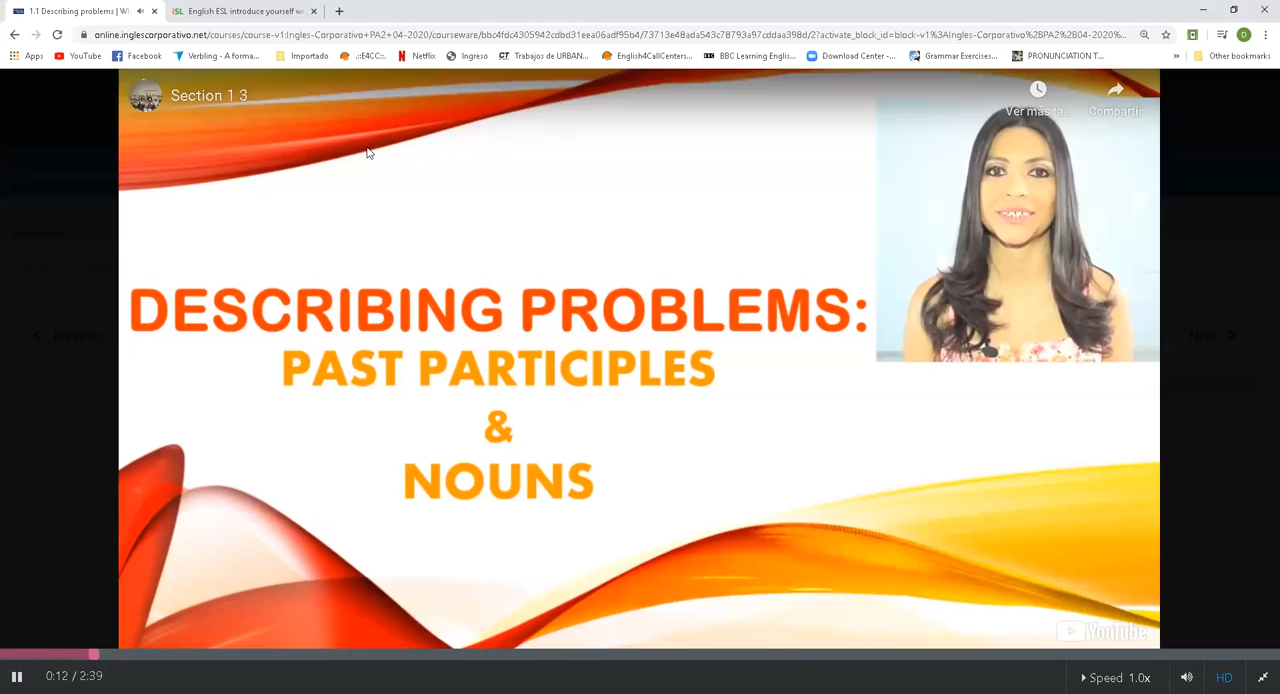 1.1 Describing problems | W
English ESL introduce yourself w
online.inglescorporativo.net/courses/course-v1:Ingles-Corporativo+PA2+04-2020/courseware/bbc4fdc4305942cdbd31eea06adf95b4/73713e48ada543c78793a97cddaa398d/2?activate_block_id=block-v1%3AIngles-Corporativo%2BPA2%2B04-2020%...
D
Apps YouTube Facebook Verbling - A forma... Importado .::E4CC::. Netflix Ingreso Trabajos de URBAN... English4CallCenters... BBC Learning Englis... Download Center -... Grammar Exercises... PRONUNCIATION T... » Other bookmarks
Section 1 3
Ver más ta... Compartir
DESCRIBING PROBLEMS:
PAST PARTICIPLES
&
NOUNS
Next
YouTube
0:12 / 2:39
Speed 1.0x
HD